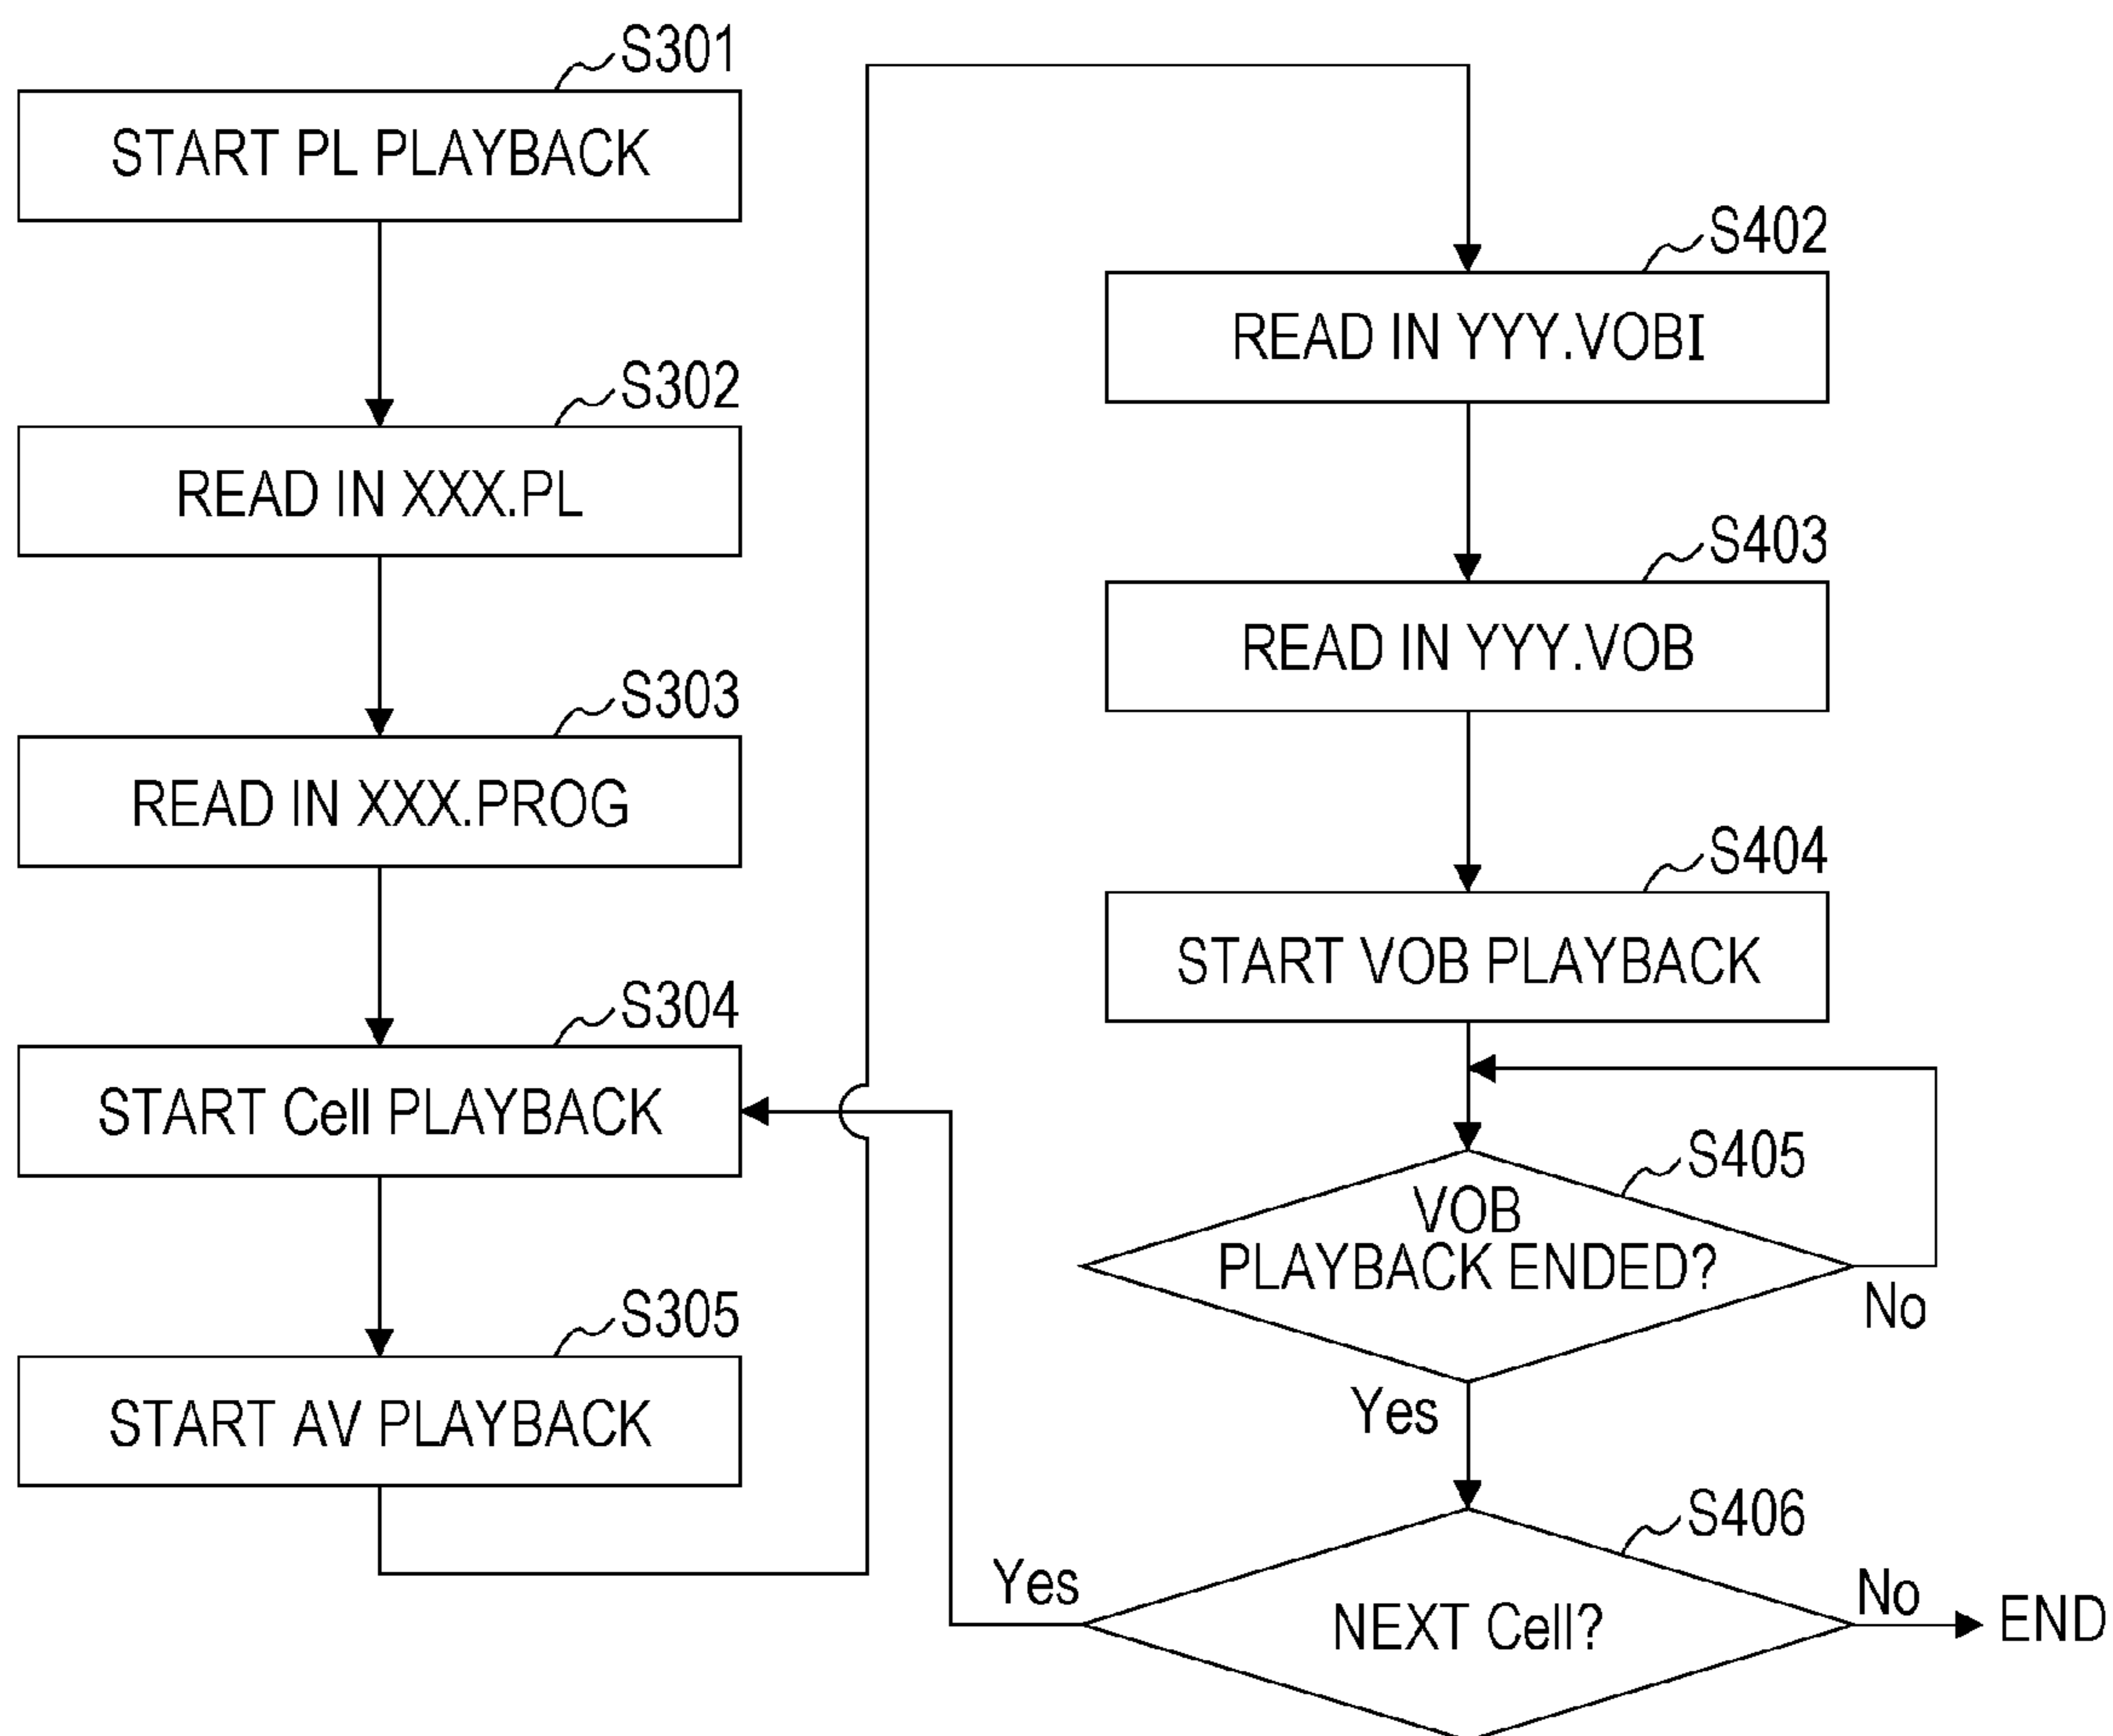 S301
START PL PLAYBACK
S302
READ IN XXX.PL
S303
READ IN XXX.PROG
S304
START Cell PLAYBACK
S305
START AV PLAYBACK
S402
READ IN YYY.VOBI
S403
READ IN YYY.VOB
S404
START VOB PLAYBACK
S405
VOB
PLAYBACK ENDED?
No
Yes
S406
Yes
NEXT Cell?
No
END